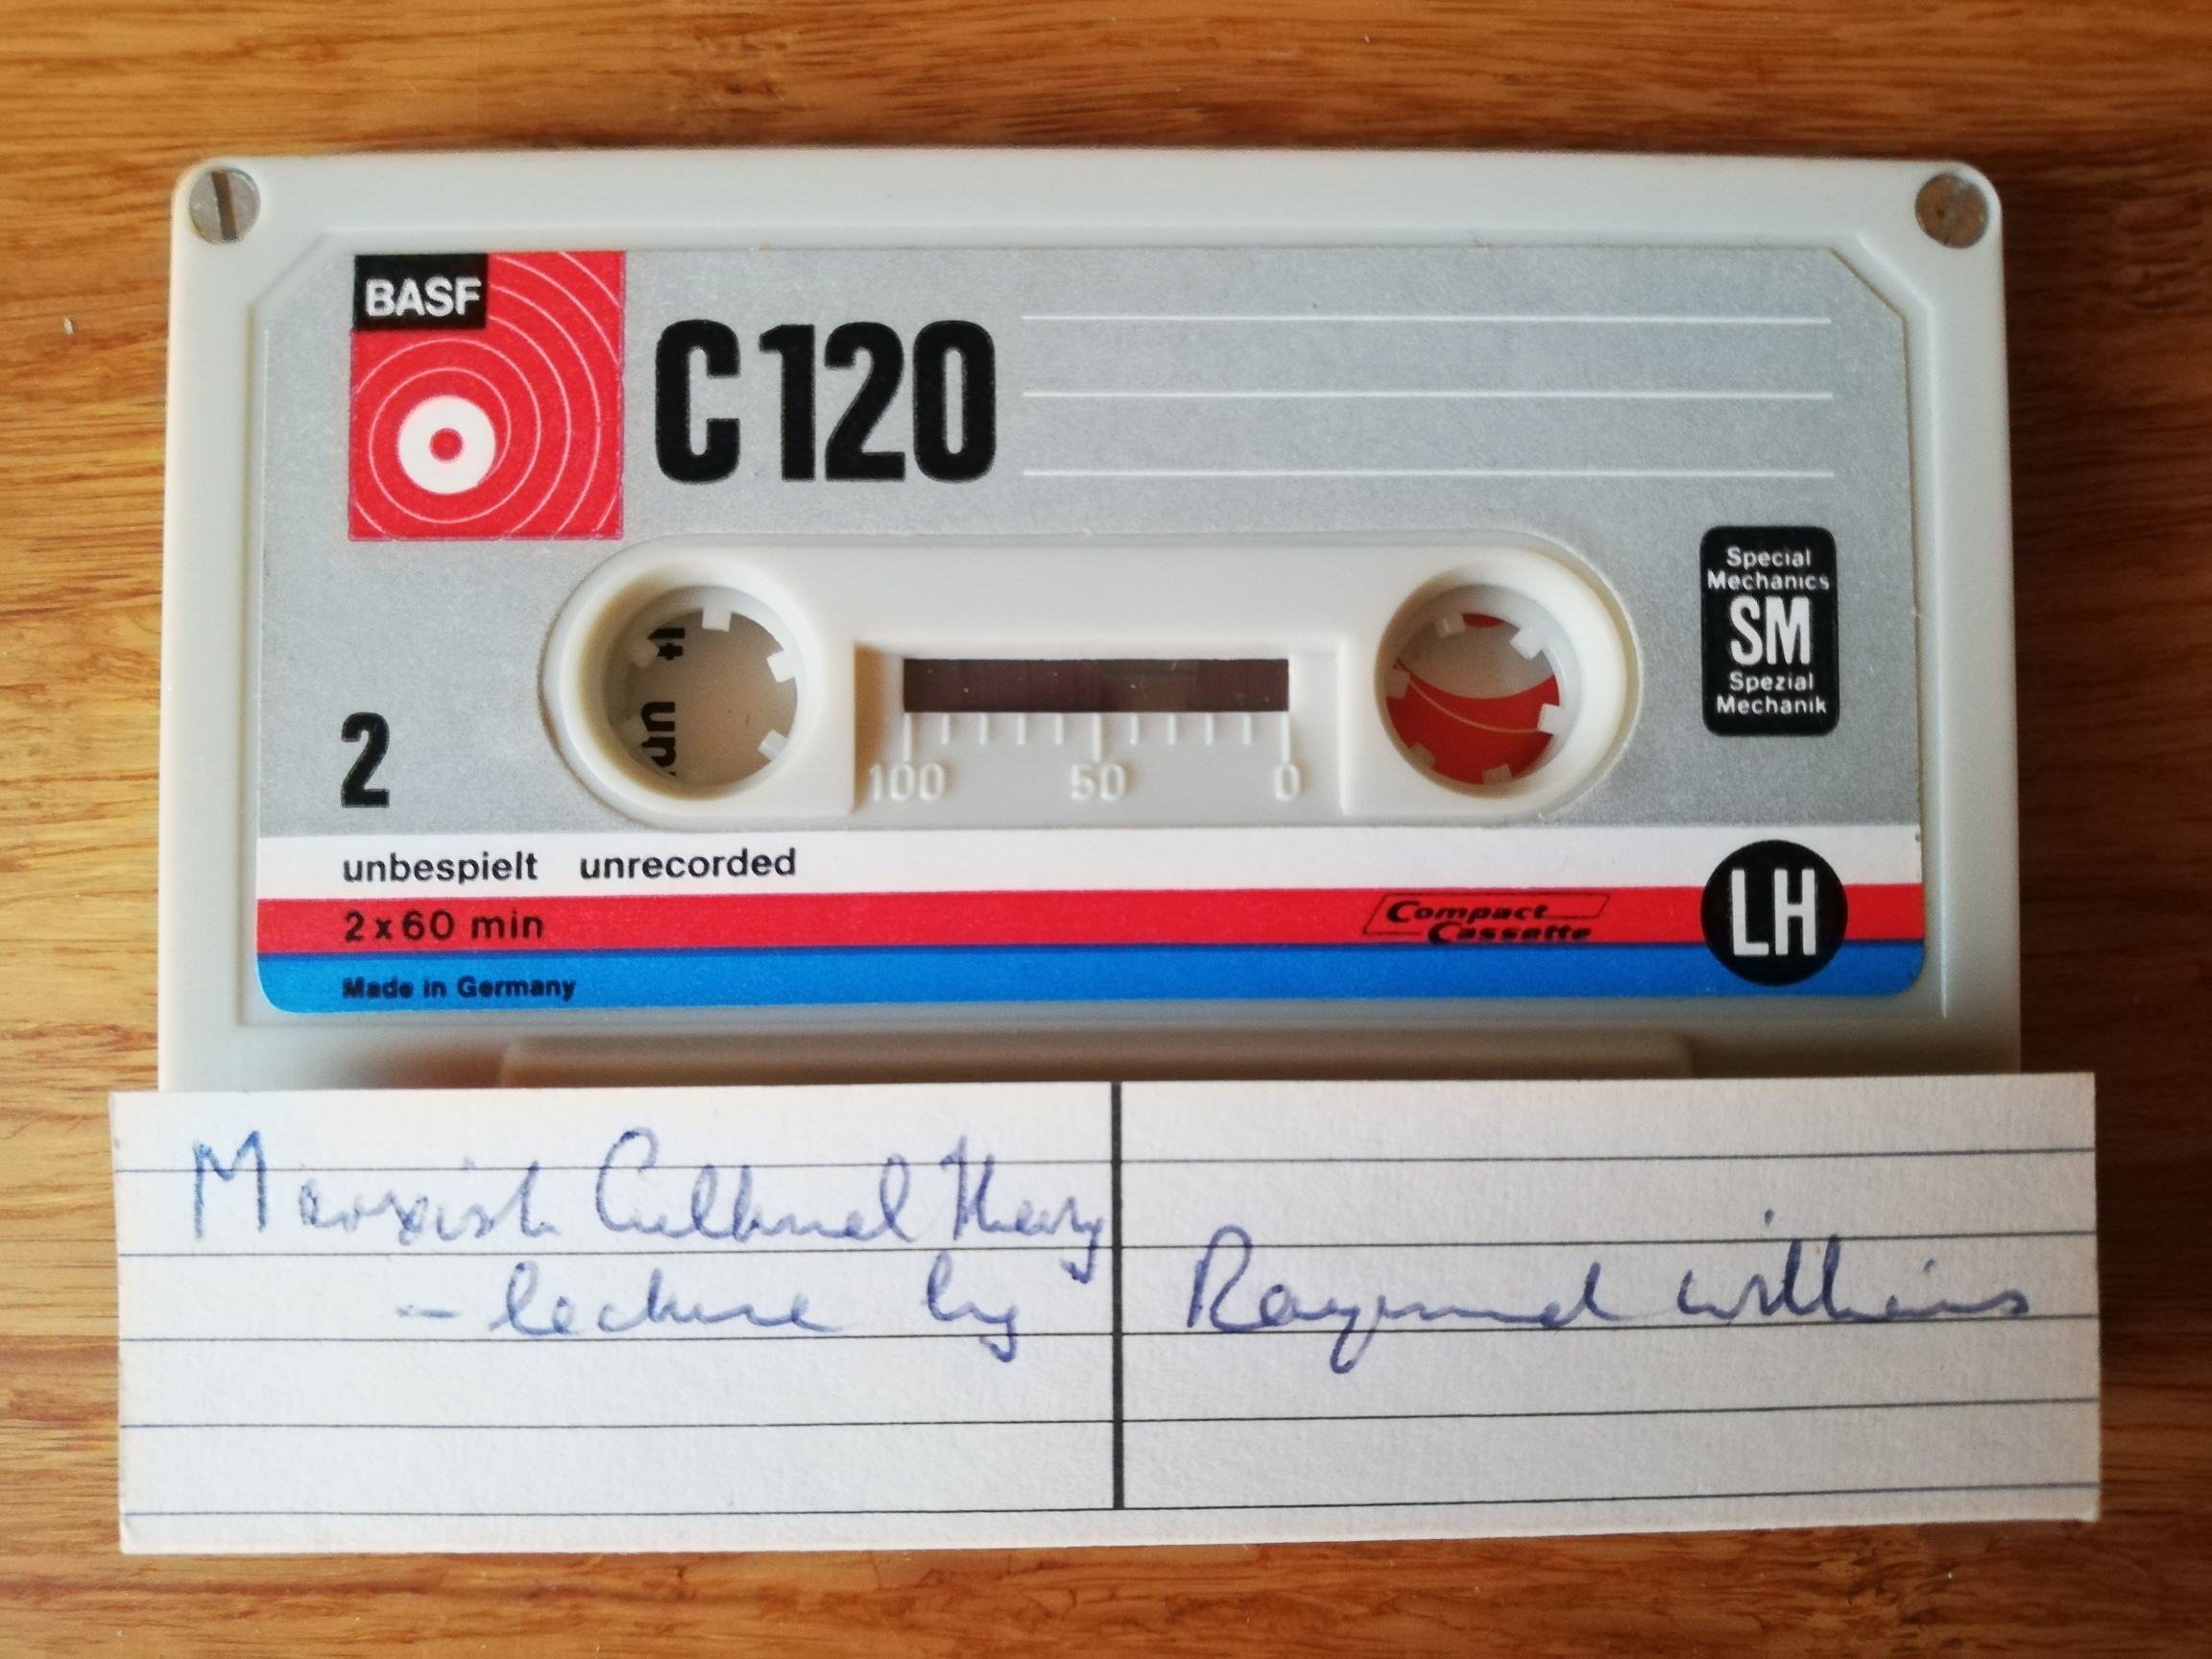 BASF
C120
Special
Mechanics
SM
Spezial
Mechanik
2
100 50 0
unbespielt unrecorded
2 x 60 min
Compact
Cassette
LH
Made in Germany
Marxist Cultural Theory
- lecture by Raymond Williams